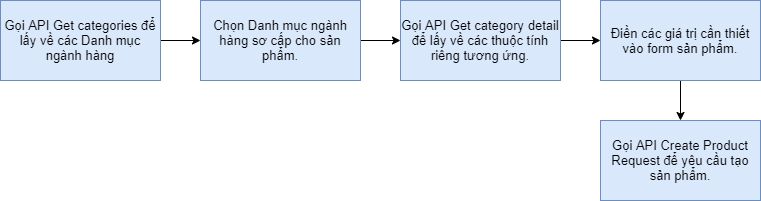 Gọi API Get categories để
lấy về các Danh mục
ngành hàng
Chọn Danh mục ngành
hàng sơ cấp cho sản
phẩm.
Gọi API Get category detail
để lấy về các thuộc tính
riêng tương ứng.
Điền các giá trị cần thiết
vào form sản phẩm.
Gọi API Create Product
Request để yêu cầu tạo
sản phẩm.